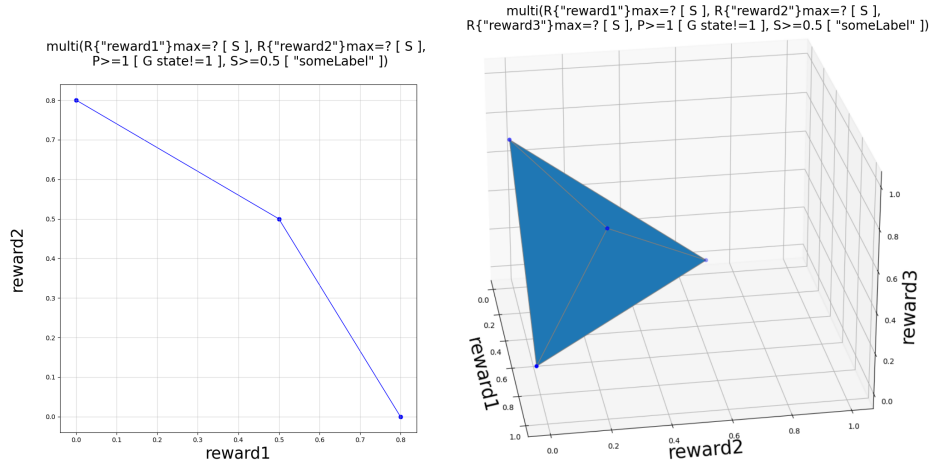 multi(R{"reward1"}max=? [ S ], R{"reward2"}max=? [ S ],
P>=1 [ G state!=1 ], S>=0.5 [ "someLabel" ])
0.8
0.7
0.6
0.5
0.4
0.3
0.2
0.1
0.0
reward2
0.0 0.1 0.2 0.3 0.4 0.5 0.6 0.7 0.8
reward1
multi(R{"reward1"}max=? [ S ], R{"reward2"}max=? [ S ],
R{"reward3"}max=? [ S ], P>=1 [ G state!=1 ], S>=0.5 [ "someLabel" ])
0.0
0.2
0.4
0.6
0.8
1.0
reward1
0.0 0.2 0.4 0.6 0.8 1.0
reward2
1.0
0.8
0.6
0.4
0.2
0.0
reward3